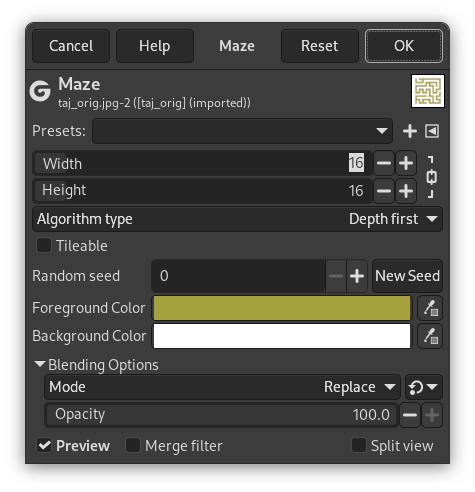 Cancel Help Maze Reset OK
Maze
taj_orig.jpg-2 ([taj_orig] (imported))
Presets:
Width 16
Height 16
Algorithm type Depth first
Tileable
Random seed 0 New Seed
Foreground Color
Background Color
Blending Options
Mode Replace
Opacity 100.0
Preview Merge filter Split view